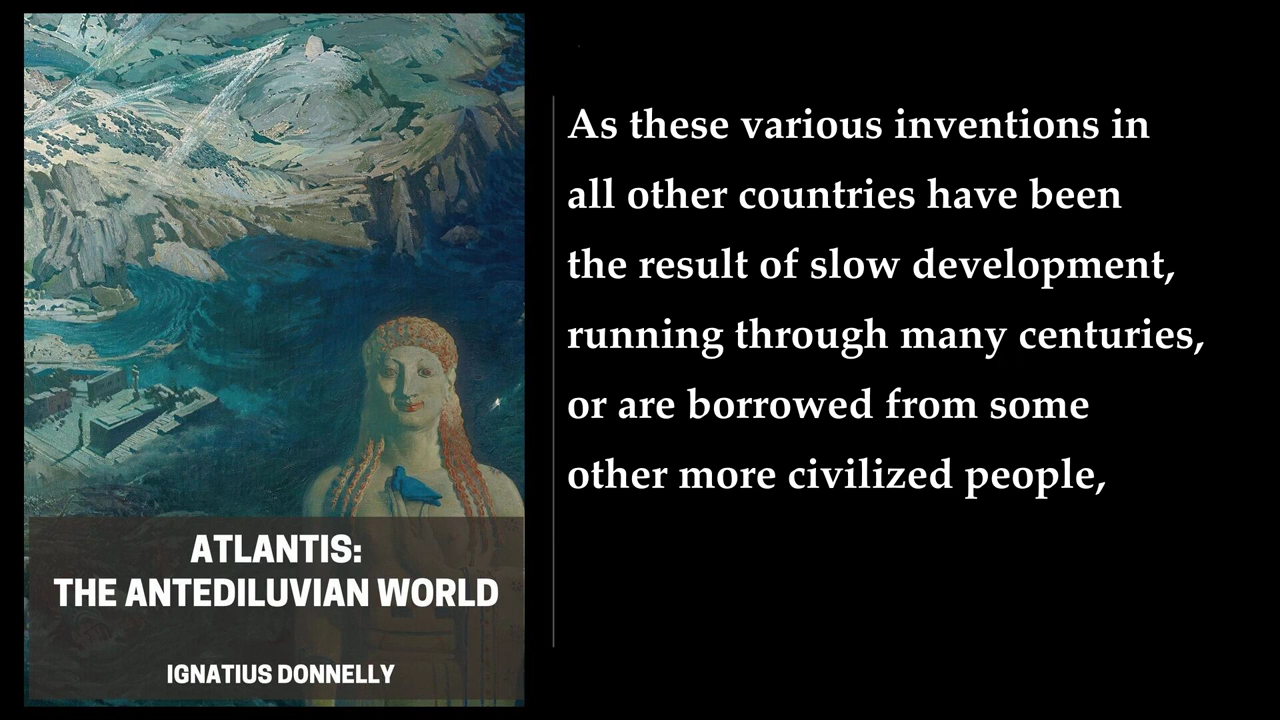 ATLANTIS:
THE ANTEDILUVIAN WORLD
IGNATIUS DONNELLY
As these various inventions in
all other countries have been
the result of slow development,
running through many centuries,
or are borrowed from some
other more civilized people,